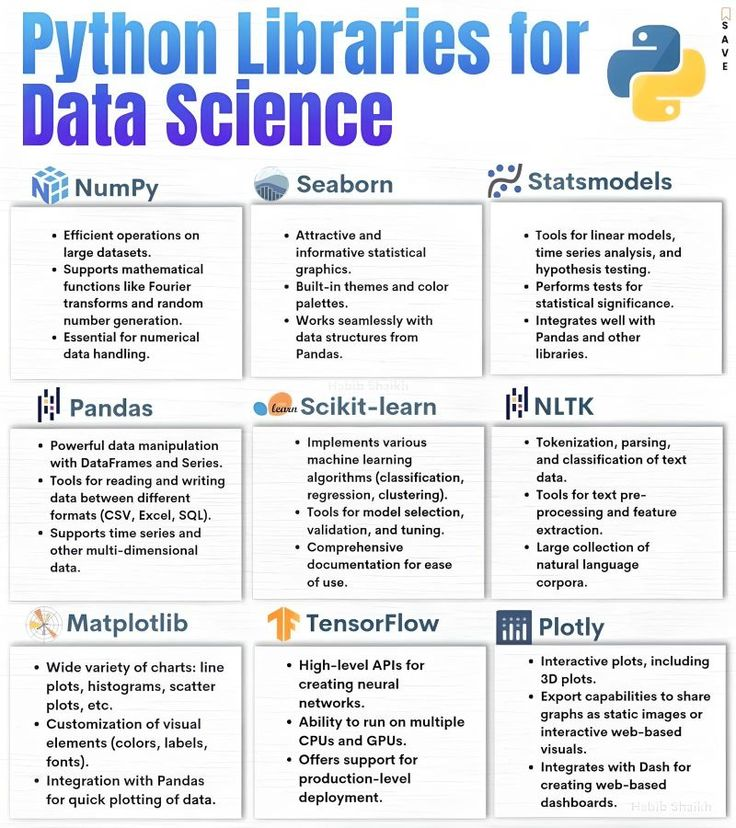 Python Libraries for
Data Science
SAVE
NumPy
• Efficient operations on
large datasets.
• Supports mathematical
functions like Fourier
transforms and random
number generation.
• Essential for numerical
data handling.
Seaborn
• Attractive and
informative statistical
graphics.
• Built-in themes and color
palettes.
• Works seamlessly with
data structures from
Pandas.
Statsmodels
• Tools for linear models,
time series analysis, and
hypothesis testing.
• Performs tests for
statistical significance.
• Integrates well with
Pandas and other
libraries.
Habib Shaikh
Pandas
• Powerful data manipulation
with DataFrames and Series.
• Tools for reading and writing
data between different
formats (CSV, Excel, SQL).
• Supports time series and
other multi-dimensional
data.
learn Scikit-learn
• Implements various
machine learning
algorithms (classification,
regression, clustering).
• Tools for model selection,
validation, and tuning.
• Comprehensive
documentation for ease
of use.
NLTK
• Tokenization, parsing,
and classification of text
data.
• Tools for text pre-
processing and feature
extraction.
• Large collection of
natural language
corpora.
Matplotlib
• Wide variety of charts: line
plots, histograms, scatter
plots, etc.
• Customization of visual
elements (colors, labels,
fonts).
• Integration with Pandas
for quick plotting of data.
TensorFlow
• High-level APIs for
creating neural
networks.
• Ability to run on multiple
CPUs and GPUs.
• Offers support for
production-level
deployment.
Plotly
• Interactive plots, including
3D plots.
• Export capabilities to share
graphs as static images or
interactive web-based
visuals.
• Integrates with Dash for
creating web-based
dashboards.
Habib Shaikh